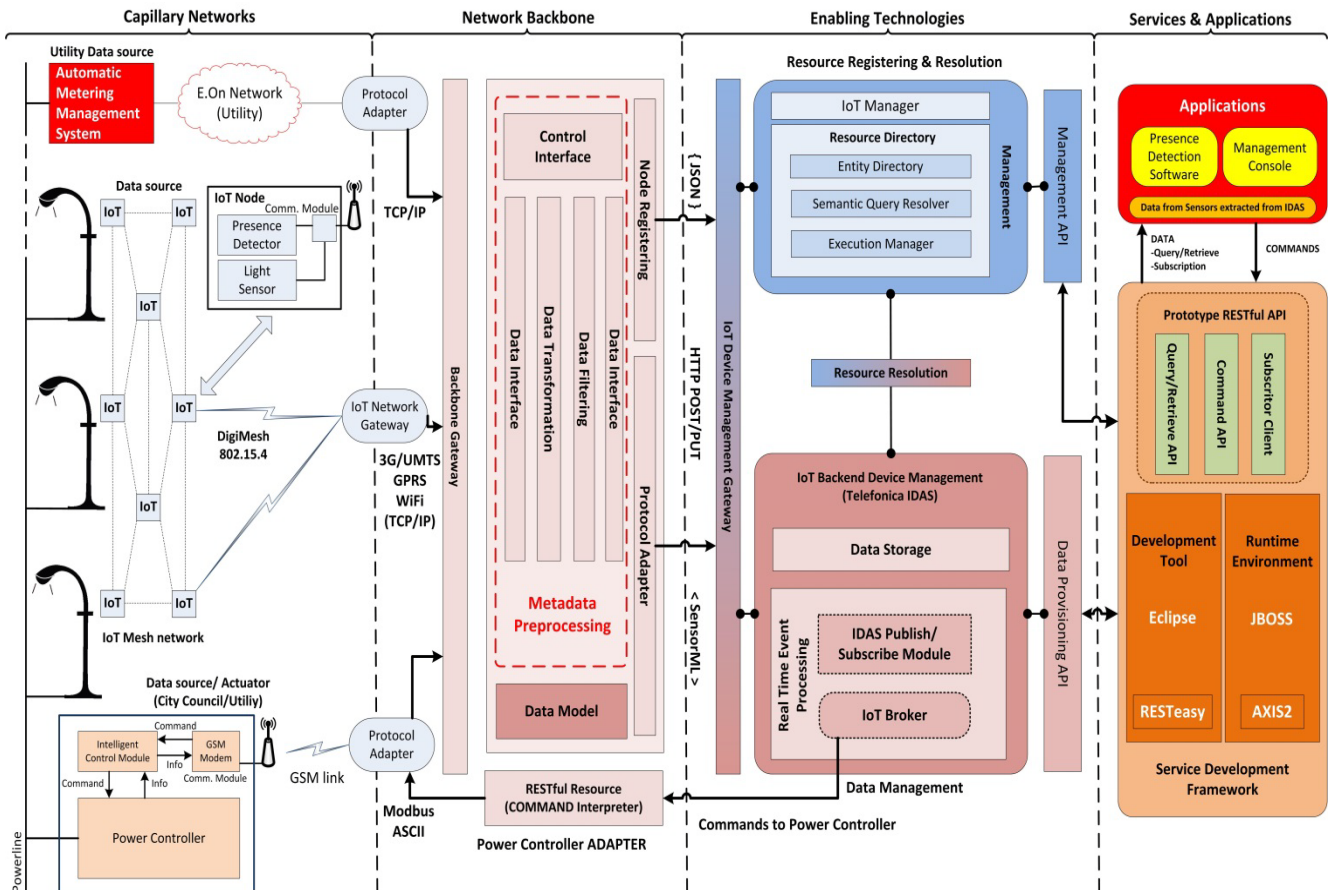 Capillary Networks
Network Backbone
Enabling Technologies
Services & Applications
Utility Data source
Automatic
Metering
Management
System
E.On Network
(Utility)
Protocol
Adapter
TCP/IP
Data source
IoT
IoT
IoT
IoT
IoT
IoT
IoT
IoT
IoT Node
Comm. Module
Presence
Detector
Light
Sensor
DigiMesh
802.15.4
IoT Network
Gateway
3G/UMTS
GPRS
WiFi
(TCP/IP)
IoT Mesh network
Data source/ Actuator
(City Council/Utiliy)
Command
Intelligent
Control Module
GSM
Modem
Info
Comm. Module
Command
Info
Power Controller
Powerline
GSM link
Protocol
Adapter
Modbus
ASCII
Backbone Gateway
Control
Interface
Data Interface
Data Transformation
Data Filtering
Data Interface
Metadata
Preprocessing
Data Model
Node Registering
Protocol Adapter
RESTful Resource
(COMMAND Interpreter)
Power Controller ADAPTER
{ JSON }
HTTP POST/PUT
< SensorML >
Commands to Power Controller
IoT Device Management Gateway
Resource Registering & Resolution
IoT Manager
Resource Directory
Entity Directory
Semantic Query Resolver
Execution Manager
Management
Management API
Resource Resolution
IoT Backend Device Management
(Telefonica IDAS)
Data Storage
Real Time Event
Processing
IDAS Publish/
Subscribe Module
IoT Broker
Data Management
Data Provisioning API
Applications
Presence
Detection
Software
Management
Console
Data from Sensors extracted from IDAS
DATA
-Query/Retrieve
-Subscription
COMMANDS
Prototype RESTful API
Query/Retrieve API
Command API
Subscritor Client
Development
Tool
Eclipse
RESTeasy
Runtime
Environment
JBOSS
AXIS2
Service Development
Framework